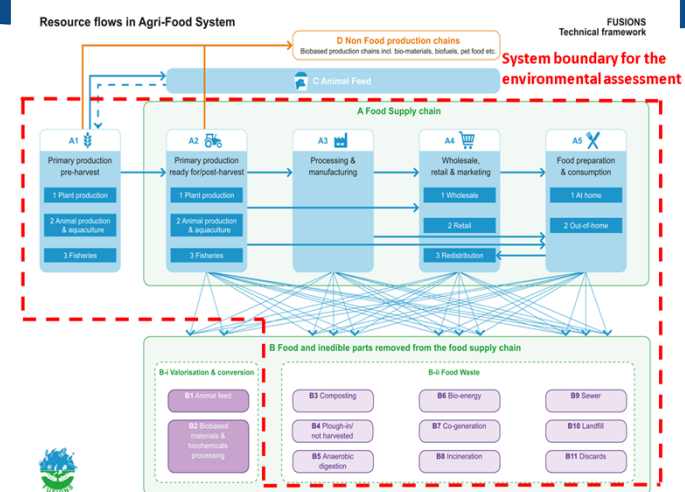 Resource flows in Agri-Food System
FUSIONS
Technical framework
D Non Food production chains
Biobased production chains incl. bio-materials, biofuels, pet food etc.
System boundary for the
environmental assessment
C Animal Feed
A Food Supply chain
A1
Primary production
pre-harvest
1 Plant production
2 Animal production
& aquaculture
3 Fisheries
A2
Primary production
ready for/post-harvest
1 Plant production
2 Animal production
& aquaculture
3 Fisheries
A3
Processing &
manufacturing
A4
Wholesale,
retail & marketing
1 Wholesale
2 Retail
3 Redistribution
A5
Food preparation
& consumption
1 At home
2 Out-of-home
B Food and inedible parts removed from the food supply chain
B-i Valorisation & conversion
B1 Animal feed
B2 Biobased
materials &
biochemicals
processing
B-ii Food Waste
B3 Composting
B4 Plough-in/
not harvested
B5 Anaerobic
digestion
B6 Bio-energy
B7 Co-generation
B8 Incineration
B9 Sewer
B10 Landfill
B11 Discards
FUSIONS